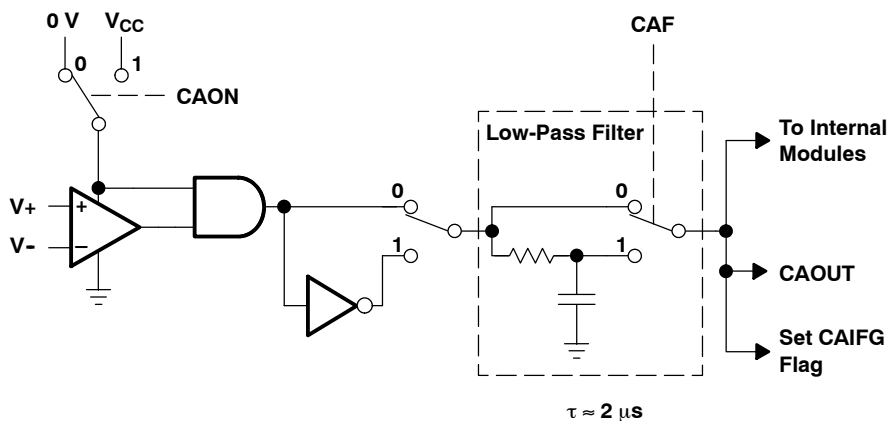 0 V
VCC
CAF
0
1
CAON
Low-Pass Filter
To Internal
Modules
V+
+
V-
−
0
1
0
1
CAOUT
Set CAIFG
Flag
τ ≈ 2 μs